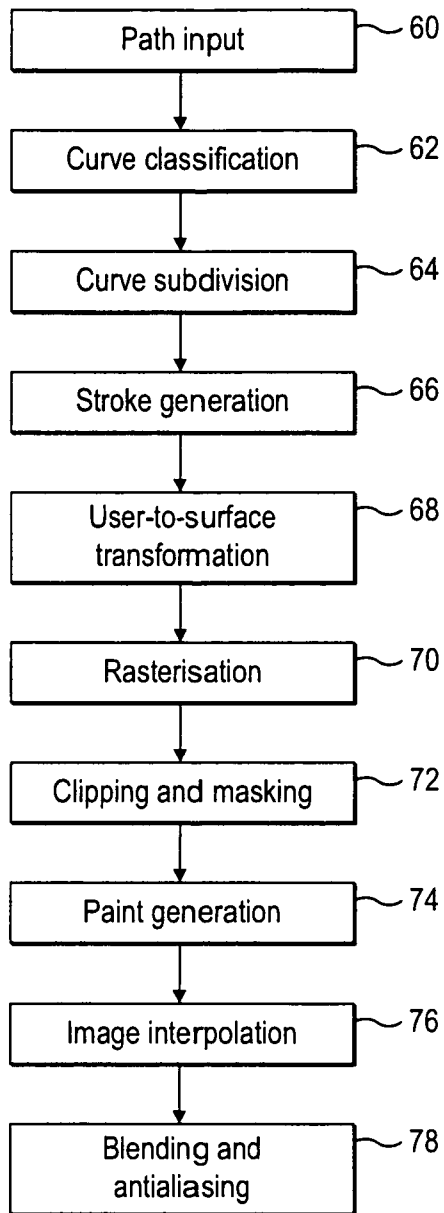 Path input
60
Curve classification
62
Curve subdivision
64
Stroke generation
66
User-to-surface
transformation
68
Rasterisation
70
Clipping and masking
72
Paint generation
74
Image interpolation
76
Blending and
antialiasing
78